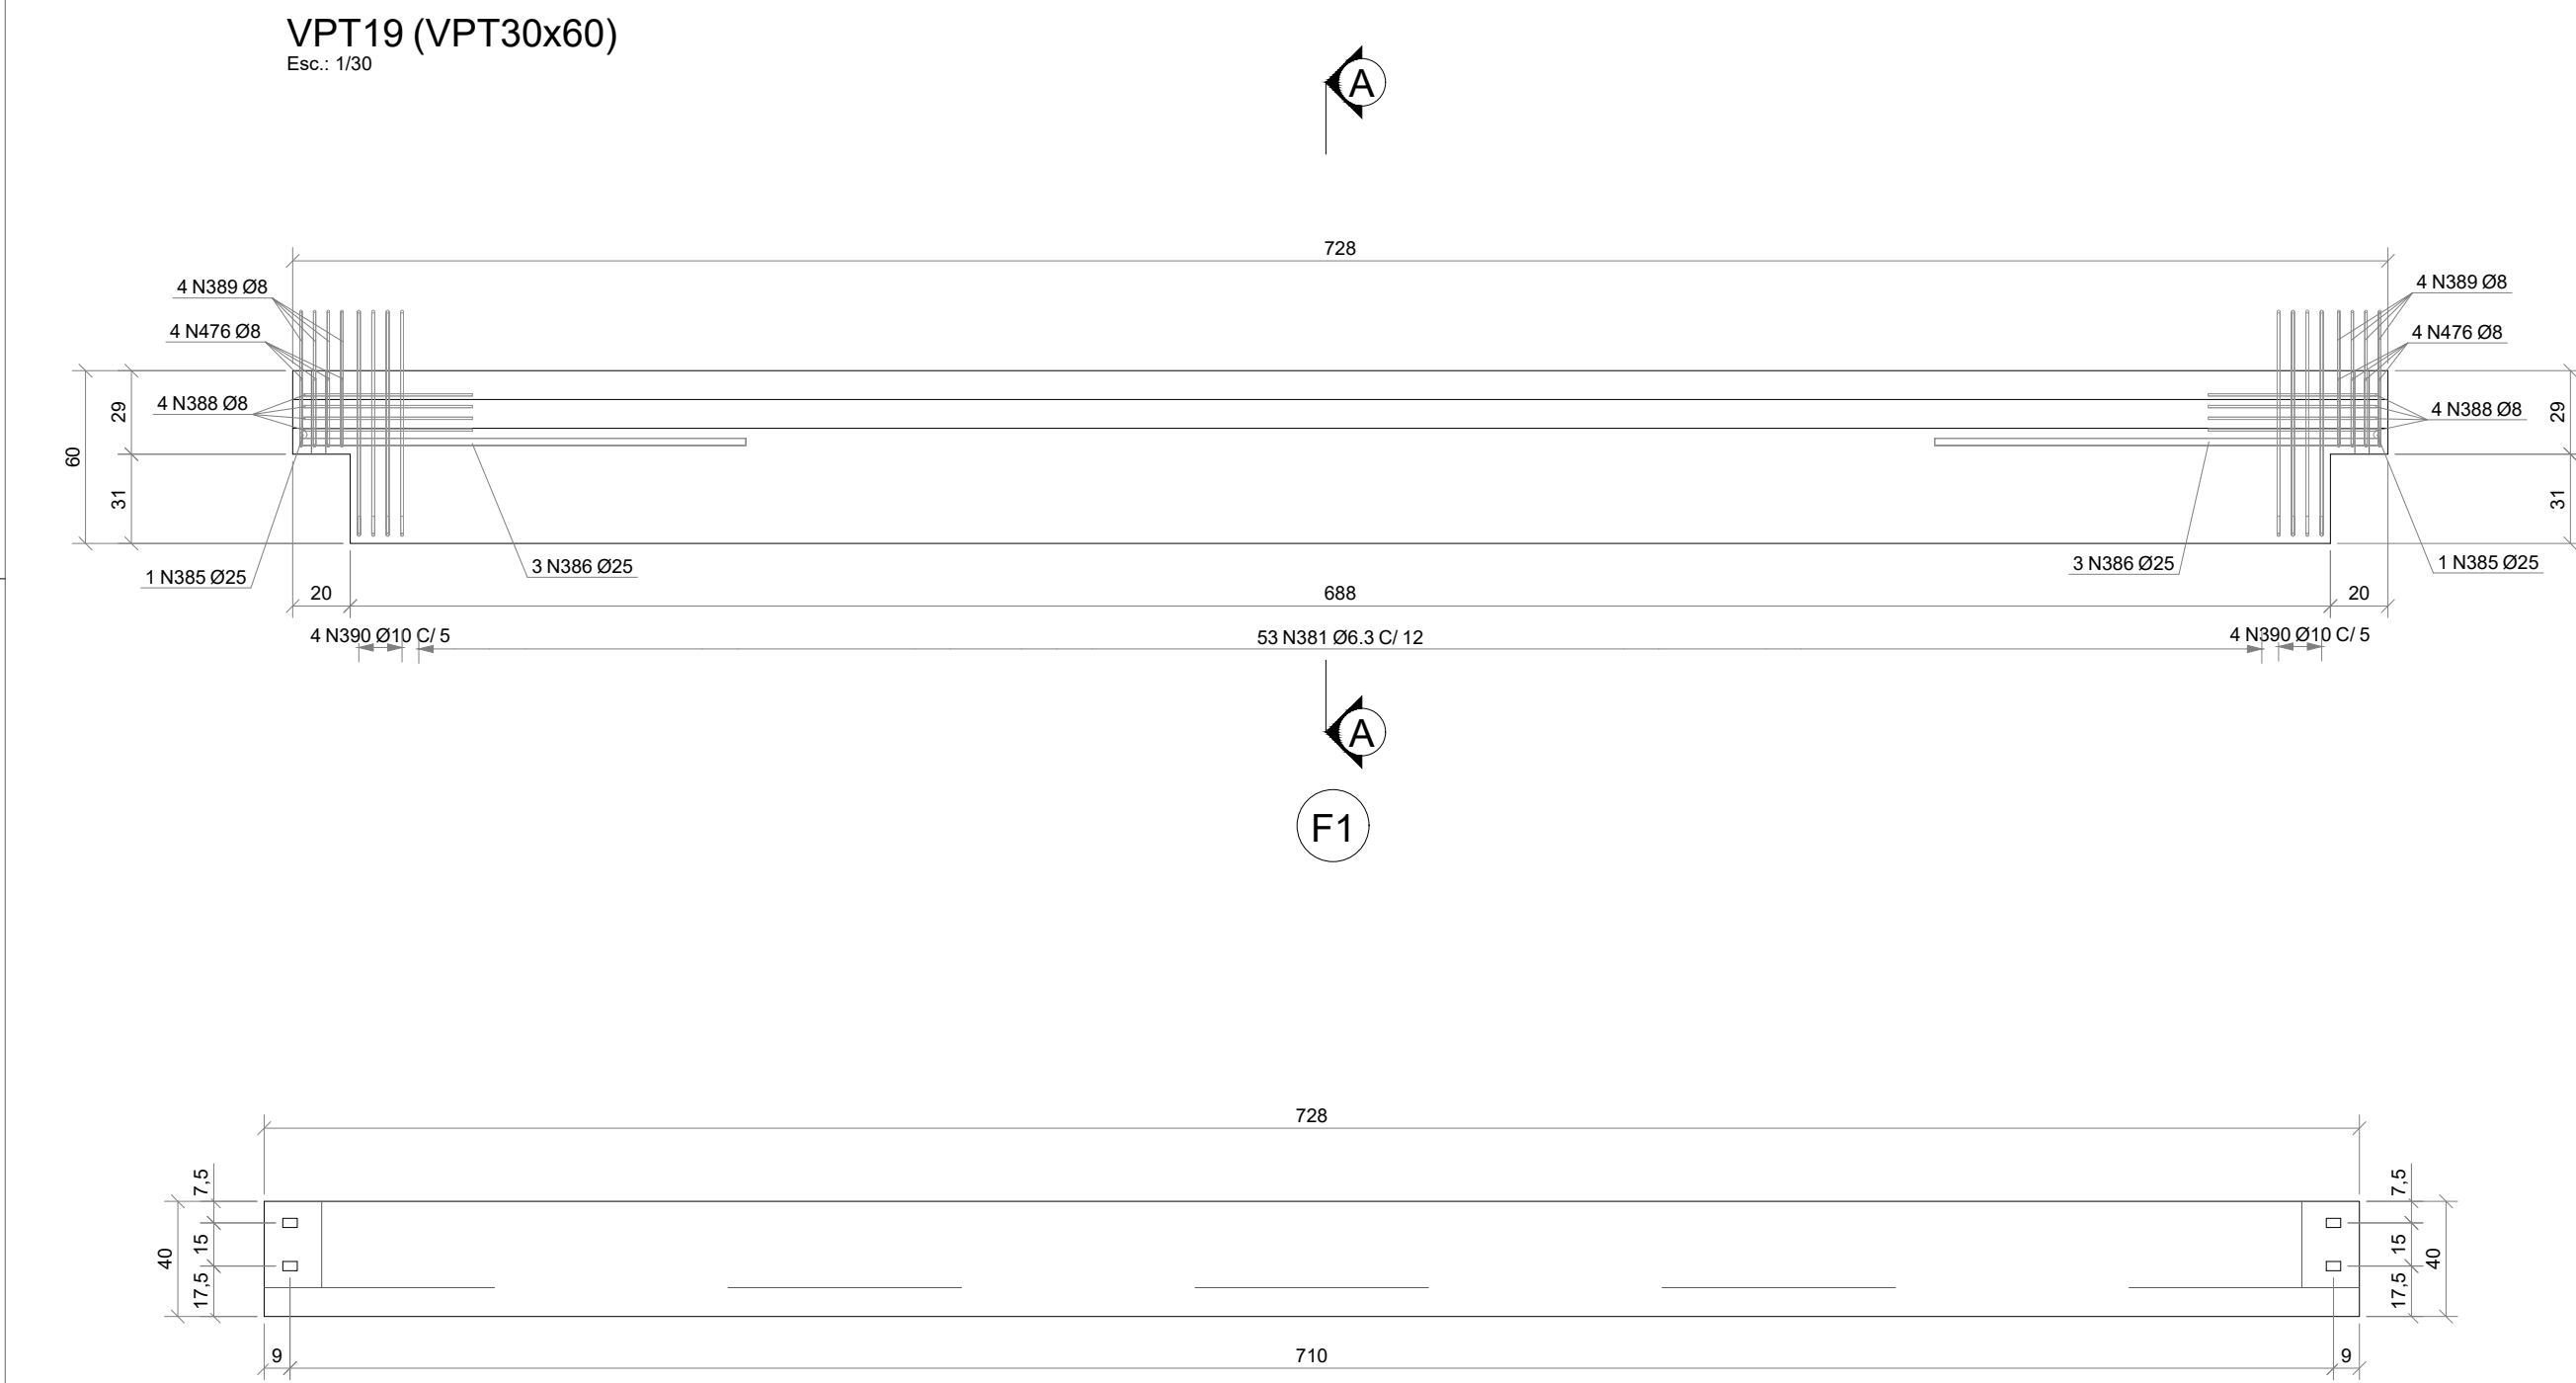 VPT19 (VPT30x60)
Esc.: 1/30
A
728
4 N389 Ø8
4 N389 Ø8
4 N476 Ø8
4 N476 Ø8
4 N388 Ø8
4 N388 Ø8
60
29
31
29
31
1 N385 Ø25
3 N386 Ø25
3 N386 Ø25
1 N385 Ø25
20
688
20
4 N390 Ø10 C/ 5
53 N381 Ø6.3 C/ 12
4 N390 Ø10 C/ 5
A
F1
728
7,5
15
17,5
40
7,5
15
17,5
40
9
710
9